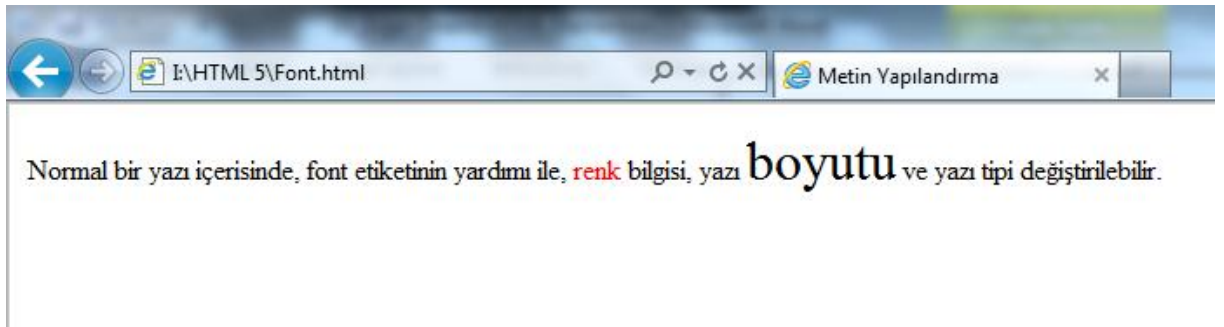 I:\HTML 5\Font.html
Metin Yapılandırma
Normal bir yazı içerisinde, font etiketinin yardımı ile, renk bilgisi, yazı boyutu ve yazı tipi değiştirilebilir.